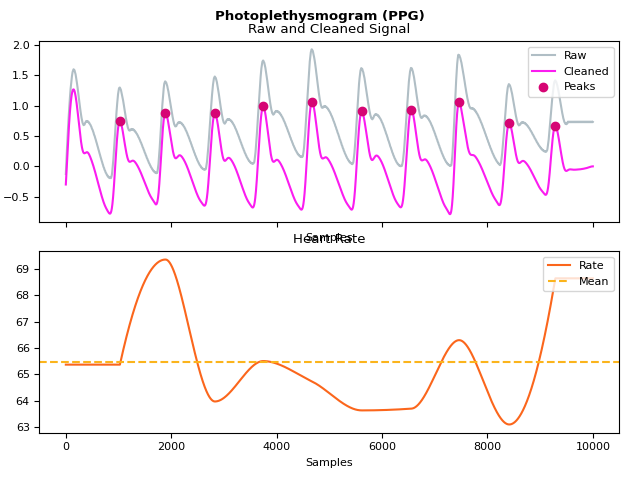 Photoplethysmogram (PPG)
Raw and Cleaned Signal
2.0
1.5
1.0
0.5
0.0
−0.5
Raw
Cleaned
Peaks
Samples
Heart Rate
69
68
67
66
65
64
63
Rate
Mean
0 2000 4000 6000 8000 10000
Samples